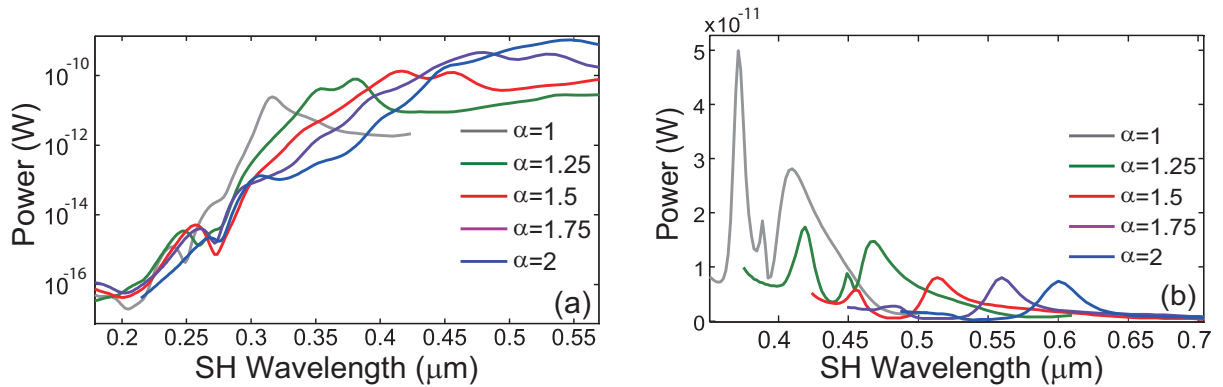 Power (W)
10⁻¹⁰
10⁻¹²
10⁻¹⁴
10⁻¹⁶
α=1
α=1.25
α=1.5
α=1.75
α=2
(a)
0.2 0.25 0.3 0.35 0.4 0.45 0.5 0.55
SH Wavelength (μm)
x10⁻¹¹
Power (W)
5
4
3
2
1
0
α=1
α=1.25
α=1.5
α=1.75
α=2
(b)
0.4 0.45 0.5 0.55 0.6 0.65 0.7
SH Wavelength (μm)